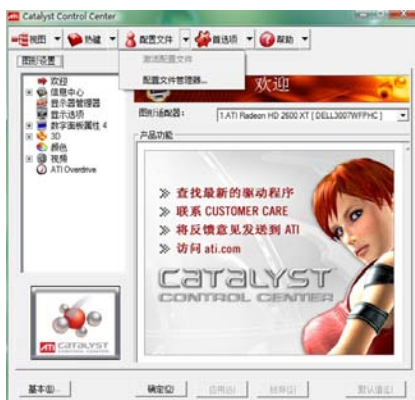 Catalyst Control Center
视图 热键 配置文件 首选项 帮助
激活配置文件
配置文件管理器...
图形设置
欢迎
信息中心
显示器管理器
显示选项
数字面板属性 4
3D
颜色
视频
ATI Overdrive
欢迎
图形适配器:
1.ATI Radeon HD 2600 XT [ DELL3007WFPHC ]
产品功能
查找最新的驱动程序
联系 CUSTOMER CARE
将反馈意见发送到 ATI
访问 ati.com
CATALYST
CONTROL CENTER
ATI CATALYST
CONTROL CENTER
基本(B)... 确定(O) 应用(A) 默认值(D)